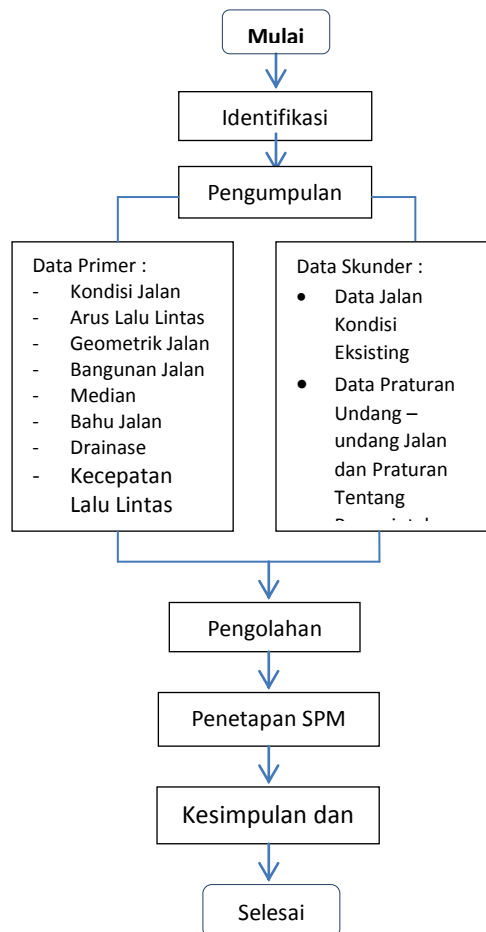 Mulai
Identifikasi
Pengumpulan
Data Primer :
- Kondisi Jalan
- Arus Lalu Lintas
- Geometrik Jalan
- Bangunan Jalan
- Median
- Bahu Jalan
- Drainase
- Kecepatan
Lalu Lintas
Data Skunder :
• Data Jalan
Kondisi
Eksisting
• Data Praturan
Undang –
undang Jalan
dan Praturan
Tentang
Pengolahan
Penetapan SPM
Kesimpulan dan
Selesai